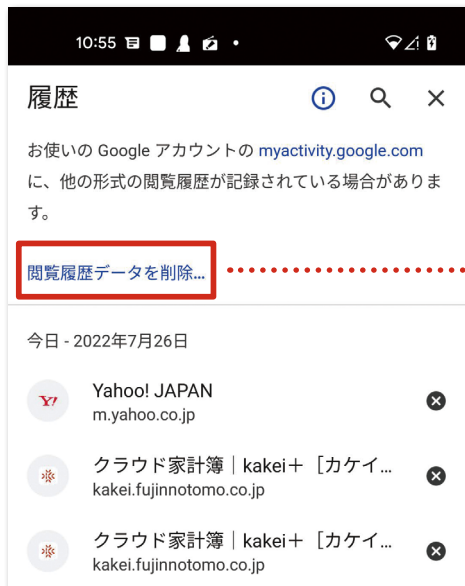 10:55
履歴
お使いの Google アカウントの myactivity.google.com
に、他の形式の閲覧履歴が記録されている場合がありま
す。
閲覧履歴データを削除...
今日 - 2022年7月26日
Yahoo! JAPAN
m.yahoo.co.jp
クラウド家計簿｜kakei＋［カケイ...
kakei.fujinnotomo.co.jp
クラウド家計簿｜kakei＋［カケイ...
kakei.fujinnotomo.co.jp